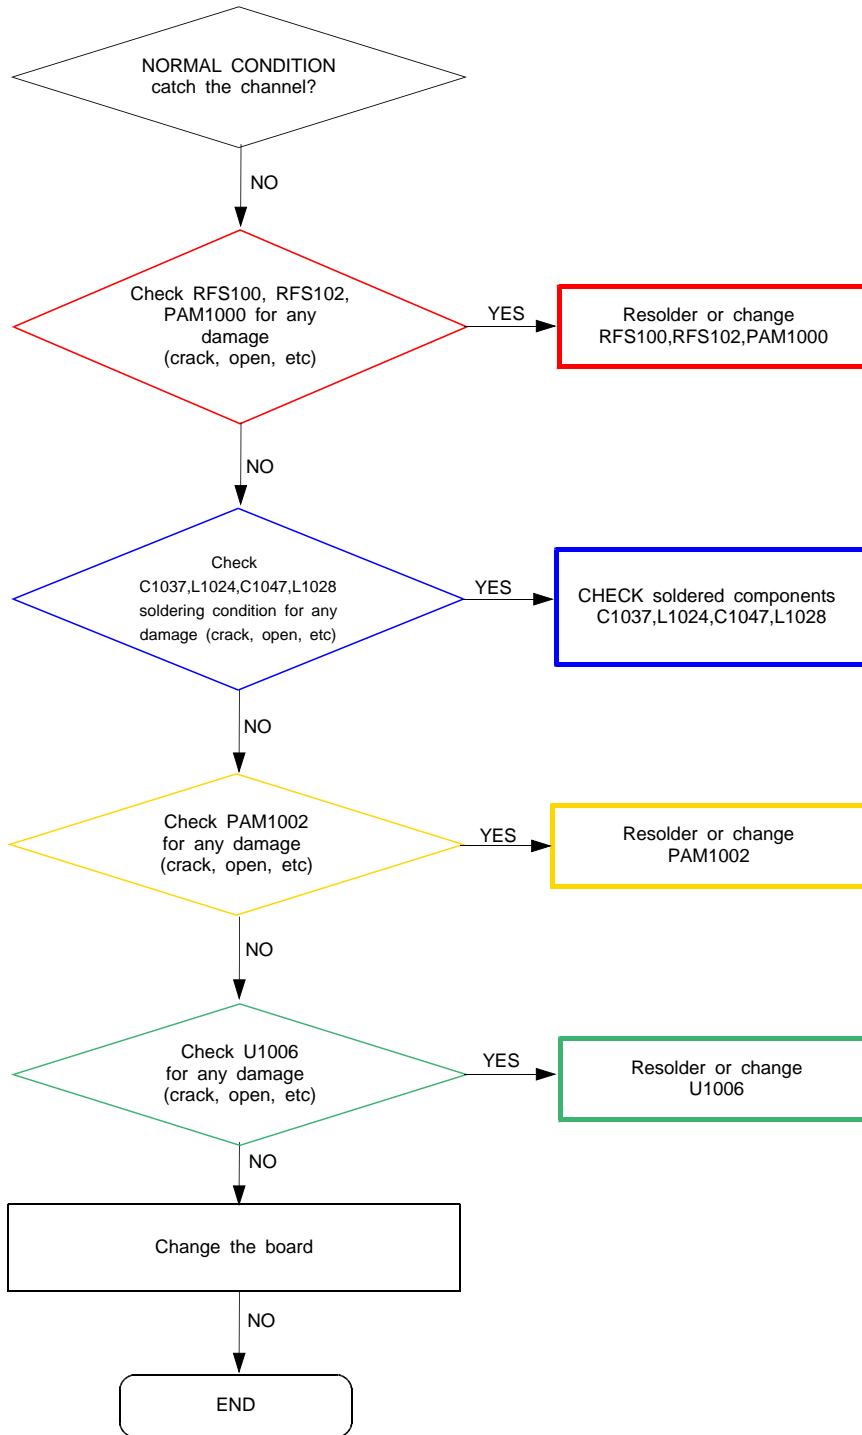 NORMAL CONDITION
catch the channel?
NO
Check RFS100, RFS102,
PAM1000 for any
damage
(crack, open, etc)
YES
Resolder or change
RFS100,RFS102,PAM1000
NO
Check
C1037,L1024,C1047,L1028
soldering condition for any
damage (crack, open, etc)
YES
CHECK soldered components
C1037,L1024,C1047,L1028
NO
Check PAM1002
for any damage
(crack, open, etc)
YES
Resolder or change
PAM1002
NO
Check U1006
for any damage
(crack, open, etc)
YES
Resolder or change
U1006
NO
Change the board
NO
END